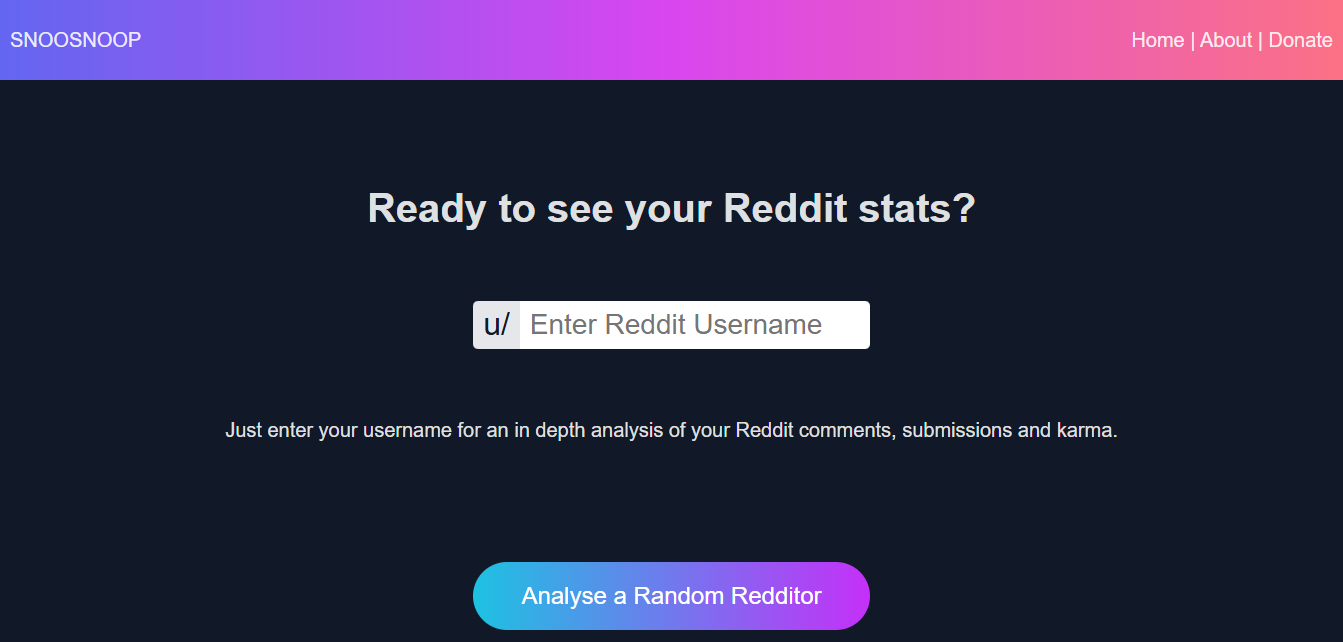 SNOOSNOOP
Home | About | Donate
Ready to see your Reddit stats?
u/ Enter Reddit Username
Just enter your username for an in depth analysis of your Reddit comments, submissions and karma.
Analyse a Random Redditor